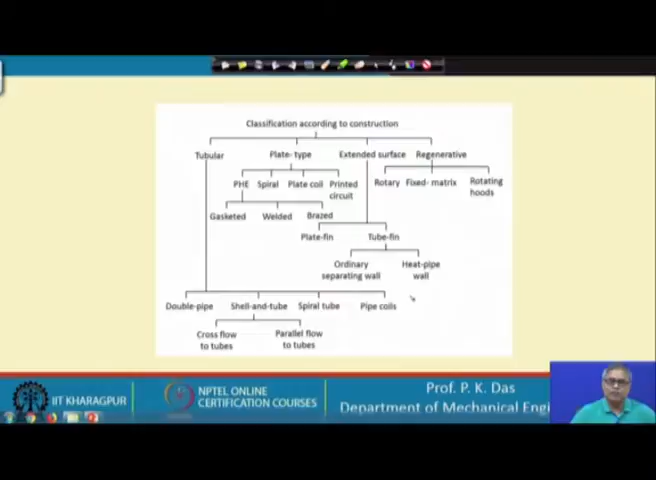 Classification according to construction
Tubular Plate- type Extended surface Regenerative
PHE Spiral Plate coil Printed circuit
Rotary Fixed- matrix Rotating hoods
Gasketed Welded Brazed
Plate-fin Tube-fin
Ordinary separating wall
Heat-pipe wall
Double-pipe Shell-and-tube Spiral tube Pipe coils
Cross flow to tubes
Parallel flow to tubes
IIT KHARAGPUR
NPTEL ONLINE
CERTIFICATION COURSES
Prof. P. K. Das
Department of Mechanical Engi